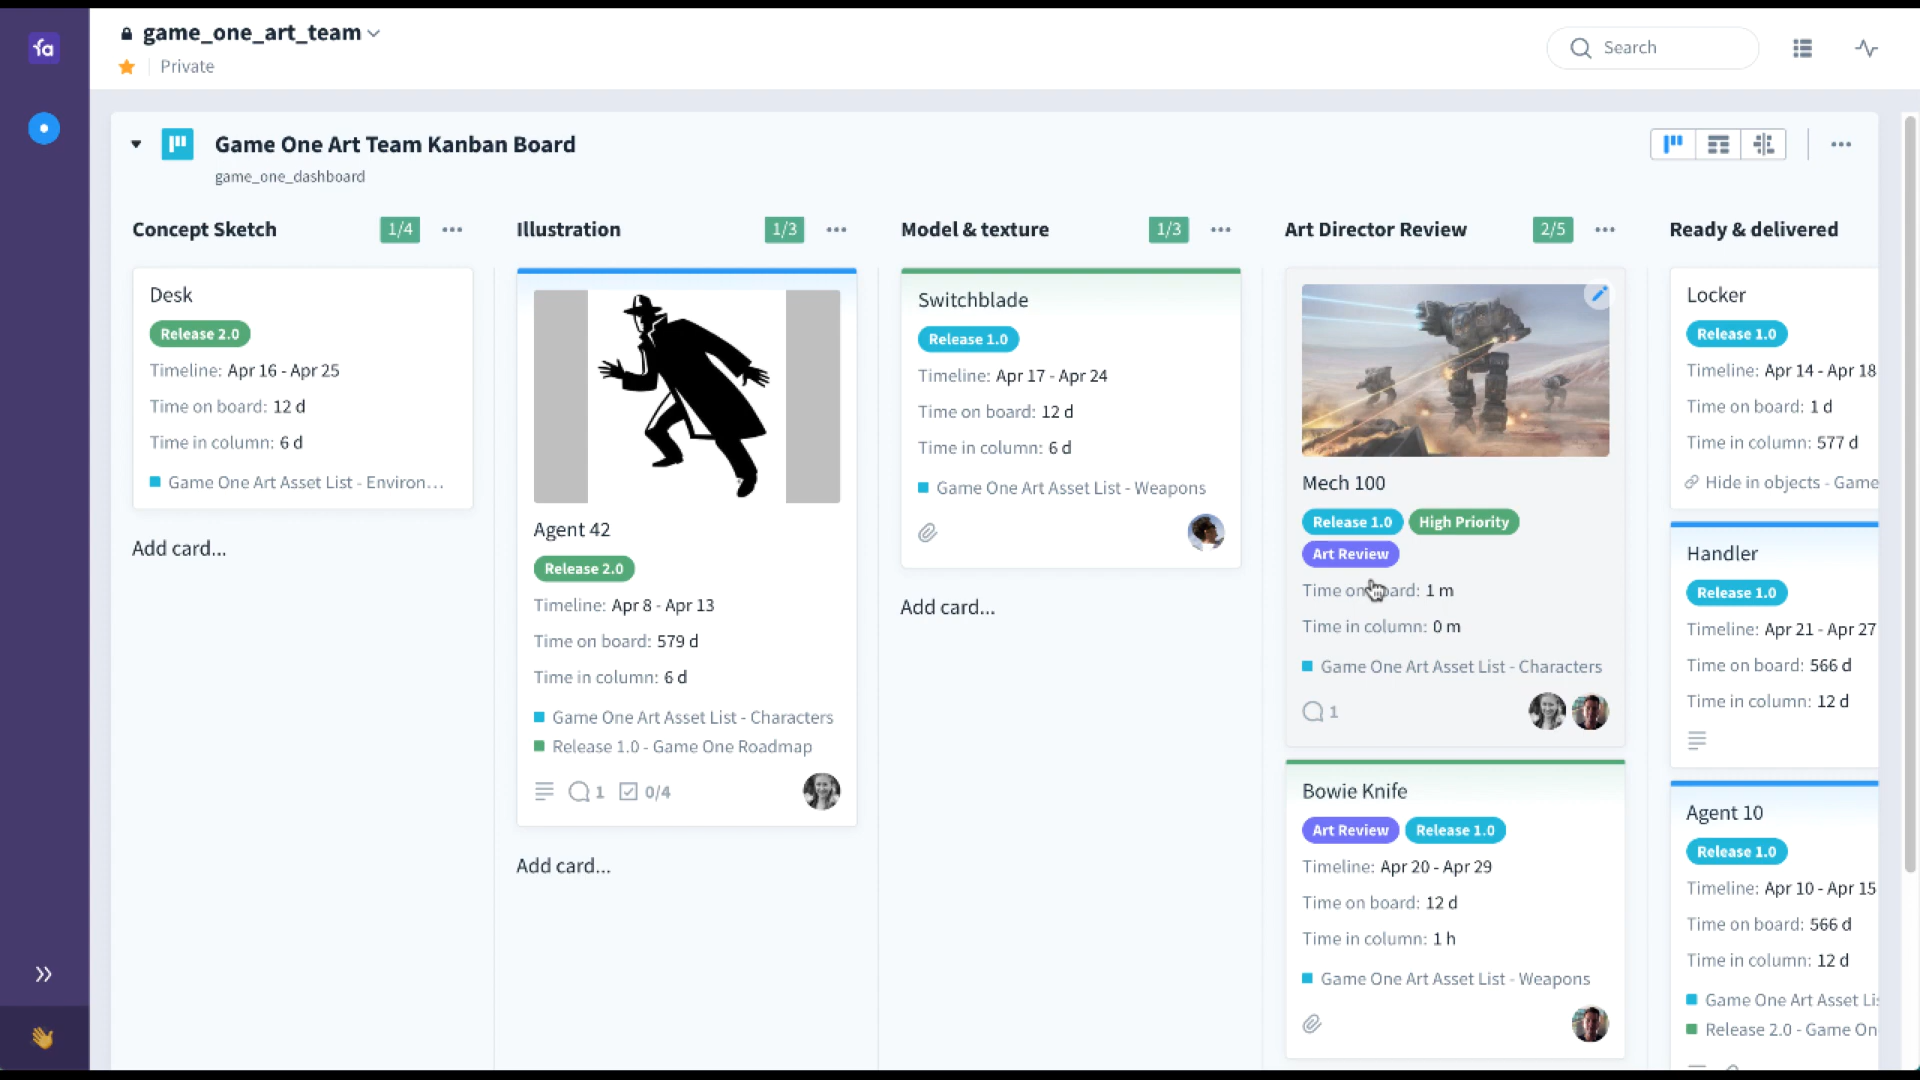 fa
game_one_art_team
Private
Search
Game One Art Team Kanban Board
game_one_dashboard
Concept Sketch
1/4
Desk
Release 2.0
Timeline: Apr 16 - Apr 25
Time on board: 12 d
Time in column: 6 d
Game One Art Asset List - Environ...
Add card...
Illustration
1/3
Agent 42
Release 2.0
Timeline: Apr 8 - Apr 13
Time on board: 579 d
Time in column: 6 d
Game One Art Asset List - Characters
Release 1.0 - Game One Roadmap
1
0/4
Add card...
Model & texture
1/3
Switchblade
Release 1.0
Timeline: Apr 17 - Apr 24
Time on board: 12 d
Time in column: 6 d
Game One Art Asset List - Weapons
Add card...
Art Director Review
2/5
Mech 100
Release 1.0 High Priority
Art Review
Time on board: 1 m
Time in column: 0 m
Game One Art Asset List - Characters
1
Bowie Knife
Art Review Release 1.0
Timeline: Apr 20 - Apr 29
Time on board: 12 d
Time in column: 1 h
Game One Art Asset List - Weapons
Ready & delivered
Locker
Release 1.0
Timeline: Apr 14 - Apr 18
Time on board: 1 d
Time in column: 577 d
Hide in objects - Game
Handler
Release 1.0
Timeline: Apr 21 - Apr 27
Time on board: 566 d
Time in column: 12 d
Agent 10
Release 1.0
Timeline: Apr 10 - Apr 15
Time on board: 566 d
Time in column: 12 d
Game One Art Asset Li
Release 2.0 - Game On